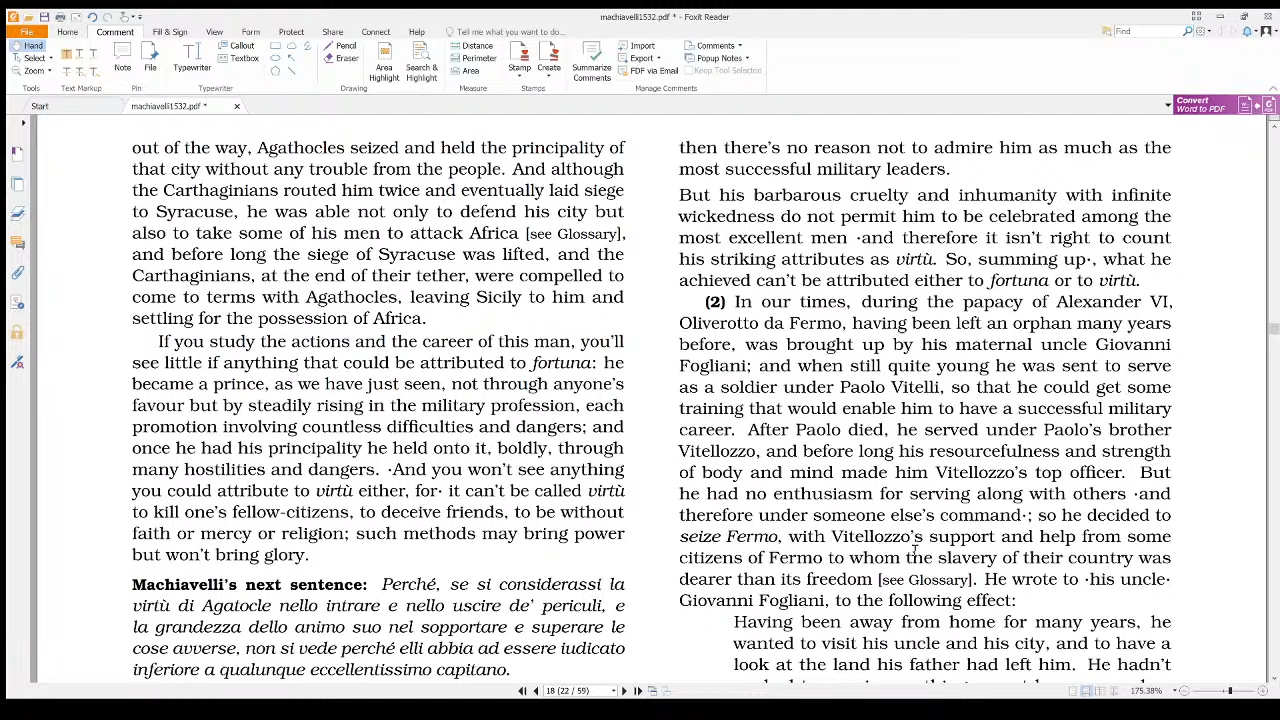 machiavelli1532.pdf * - Foxit Reader
File
Home
Comment
Fill & Sign
View
Form
Protect
Share
Connect
Help
Tell me what you want to do...
Find
Hand
Select
Zoom
Tools
Text Markup
Note
File
Pin
Typewriter
Callout
Textbox
Typewriter
Pencil
Eraser
Drawing
Area Highlight
Search & Highlight
Distance
Perimeter
Area
Measure
Stamp
Create
Stamps
Summarize Comments
Import
Export
FDF via Email
Comments
Popup Notes
Keep Tool Selected
Manage Comments
Start
machiavelli1532.pdf *
Convert
Word to PDF
out of the way, Agathocles seized and held the principality of
that city without any trouble from the people. And although
the Carthaginians routed him twice and eventually laid siege
to Syracuse, he was able not only to defend his city but
also to take some of his men to attack Africa [see Glossary],
and before long the siege of Syracuse was lifted, and the
Carthaginians, at the end of their tether, were compelled to
come to terms with Agathocles, leaving Sicily to him and
settling for the possession of Africa.
If you study the actions and the career of this man, you'll
see little if anything that could be attributed to fortuna: he
became a prince, as we have just seen, not through anyone's
favour but by steadily rising in the military profession, each
promotion involving countless difficulties and dangers; and
once he had his principality he held onto it, boldly, through
many hostilities and dangers. ·And you won't see anything
you could attribute to virtù either, for· it can't be called virtù
to kill one's fellow-citizens, to deceive friends, to be without
faith or mercy or religion; such methods may bring power
but won't bring glory.
Machiavelli's next sentence: Perché, se si considerassi la
virtù di Agatocle nello intrare e nello uscire de' periculi, e
la grandezza dello animo suo nel sopportare e superare le
cose avverse, non si vede perché elli abbia ad essere iudicato
inferiore a qualunque eccellentissimo capitano.
then there's no reason not to admire him as much as the
most successful military leaders.
But his barbarous cruelty and inhumanity with infinite
wickedness do not permit him to be celebrated among the
most excellent men ·and therefore it isn't right to count
his striking attributes as virtù. So, summing up·, what he
achieved can't be attributed either to fortuna or to virtù.
(2) In our times, during the papacy of Alexander VI,
Oliverotto da Fermo, having been left an orphan many years
before, was brought up by his maternal uncle Giovanni
Fogliani; and when still quite young he was sent to serve
as a soldier under Paolo Vitelli, so that he could get some
training that would enable him to have a successful military
career. After Paolo died, he served under Paolo's brother
Vitellozzo, and before long his resourcefulness and strength
of body and mind made him Vitellozzo's top officer. But
he had no enthusiasm for serving along with others ·and
therefore under someone else's command·; so he decided to
seize Fermo, with Vitellozzo's support and help from some
citizens of Fermo to whom the slavery of their country was
dearer than its freedom [see Glossary]. He wrote to ·his uncle·
Giovanni Fogliani, to the following effect:
Having been away from home for many years, he
wanted to visit his uncle and his city, and to have a
look at the land his father had left him. He hadn't
18 (22 / 59)
175.38%